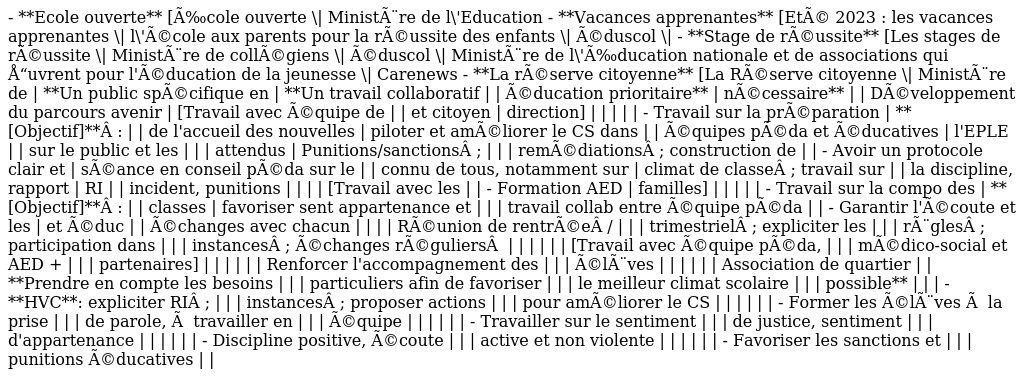 - **Ecole ouverte** [Ã‰cole ouverte \| MinistÃ¨re de l\'Education - **Vacances apprenantes** [EtÃ© 2023 : les vacances
apprenantes \| l\'Ã©cole aux parents pour la rÃ©ussite des enfants \| Ã©duscol \| - **Stage de rÃ©ussite** [Les stages de
rÃ©ussite \| MinistÃ¨re de collÃ©giens \| Ã©duscol \| MinistÃ¨re de l\'Ã‰ducation nationale et de associations qui
Å“uvrent pour l'Ã©ducation de la jeunesse \| Carenews - **La rÃ©serve citoyenne** [La RÃ©serve citoyenne \| MinistÃ¨re
de | **Un public spÃ©cifique en | **Un travail collaboratif | | Ã©ducation prioritaire** | nÃ©cessaire** | | DÃ©veloppement
du parcours avenir | [Travail avec Ã©quipe de | | et citoyen | direction] | | | | | | - Travail sur la prÃ©paration | **
[Objectif]**Â : | | de l'accueil des nouvelles | piloter et amÃ©liorer le CS dans | | Ã©quipes pÃ©da et Ã©ducatives | l'EPLE
| | sur le public et les | | | attendus | Punitions/sanctionsÂ ; | | | remÃ©diationsÂ ; construction de | | - Avoir un protocole
clair et | sÃ©ance en conseil pÃ©da sur le | | connu de tous, notamment sur | climat de classeÂ ; travail sur | | la discipline,
rapport | RI | | incident, punitions | | | | [Travail avec les | | - Formation AED | familles] | | | | | - Travail sur la compo des | **
[Objectif]**Â : | | classes | favoriser sent appartenance et | | | travail collab entre Ã©quipe pÃ©da | | - Garantir l'Ã©coute et
les | et Ã©duc | | Ã©changes avec chacun | | | | RÃ©union de rentrÃ©eÂ / | | | trimestrielÂ ; expliciter les | | | rÃ¨glesÂ ;
participation dans | | | instancesÂ ; Ã©changes rÃ©guliersÂ  | | | | | | [Travail avec Ã©quipe pÃ©da, | | | mÃ©dico-social et
AED + | | | partenaires] | | | | | | Renforcer l'accompagnement des | | | Ã©lÃ¨ves | | | | | | Association de quartier | |
**Prendre en compte les besoins | | | particuliers afin de favoriser | | | le meilleur climat scolaire | | | possible** | | | -
**HVC**: expliciter RIÂ ; | | | instancesÂ ; proposer actions | | | pour amÃ©liorer le CS | | | | | | - Former les Ã©lÃ¨ves Ã  la
prise | | | de parole, Ã  travailler en | | | Ã©quipe | | | | | | - Travailler sur le sentiment | | | de justice, sentiment | | |
d'appartenance | | | | | | - Discipline positive, Ã©coute | | | active et non violente | | | | | | - Favoriser les sanctions et | | |
punitions Ã©ducatives | |